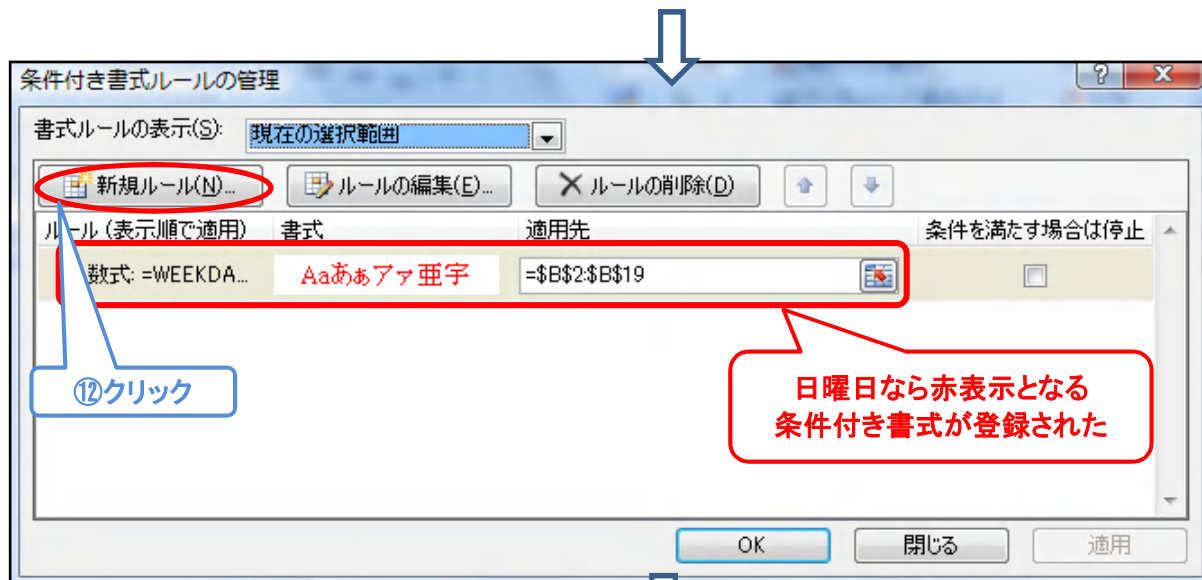 条件付き書式ルールの管理
書式ルールの表示(S): 現在の選択範囲
新規ルール(N)... ルールの編集(E)... ルールの削除(D)
ルール (表示順で適用) 書式 適用先 条件を満たす場合は停止
数式: =WEEKDA... Aaあぁアァ亜宇 =$B$2:$B$19
⑫クリック
日曜日なら赤表示となる
条件付き書式が登録された
OK 閉じる 適用